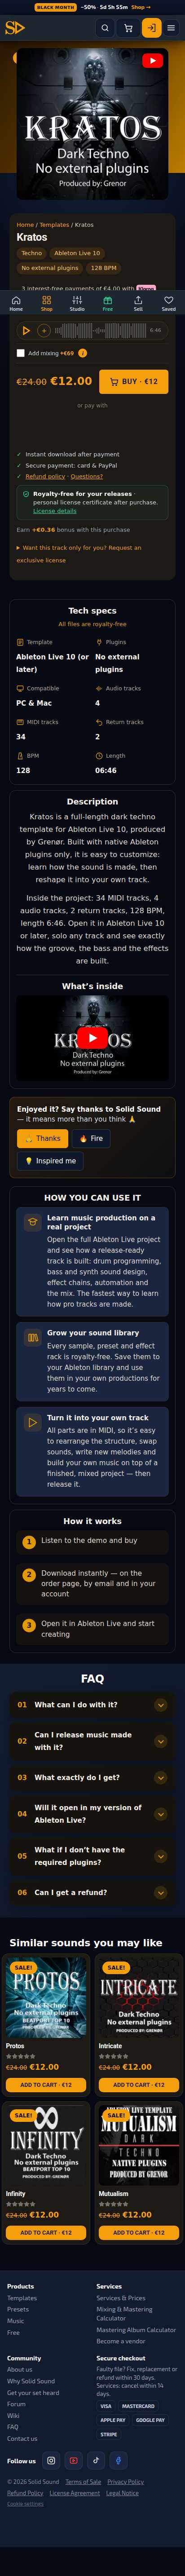 BLACK MONTH −50% 5d 5h 55m Shop →
KRATOS
Dark Techno
No external plugins
Produced by: Grenor
Home / Templates / Kratos
Kratos
Techno
Ableton Live 10
No external plugins
128 BPM
3 interest-free payments of €4.00 with
Home
Shop
Studio
Free
Sell
Saved
6:46
Add mixing +€69
€24.00 €12.00
BUY · €12
or pay with
✓ Instant download after payment
✓ Secure payment: card & PayPal
✓ Refund policy · Questions?
Royalty-free for your releases ·
personal license certificate after purchase.
License details
Earn +€0.36 bonus with this purchase
▸ Want this track only for you? Request an
exclusive license
Tech specs
All files are royalty-free
Template
Ableton Live 10 (or
later)
Plugins
No external
plugins
Compatible
PC & Mac
Audio tracks
4
MIDI tracks
34
Return tracks
2
BPM
128
Length
06:46
Description
Kratos is a full-length dark techno
template for Ableton Live 10, produced
by Grenor. Built with native Ableton
plugins only, it is easy to customize:
learn how the sound is made, then
reshape it into your own track.
Inside the project: 34 MIDI tracks, 4
audio tracks, 2 return tracks, 128 BPM,
length 6:46. Open it in Ableton Live 10
or later, solo any track and see exactly
how the groove, the bass and the effects
are built.
What's inside
KRATOS
Dark Techno
No external plugins
Produced by: Grenor
Enjoyed it? Say thanks to Solid Sound
— it means more than you think 🙏
🙏 Thanks
🔥 Fire
💡 Inspired me
HOW YOU CAN USE IT
Learn music production on a
real project
Open the full Ableton Live project
and see how a release-ready
track is built: drum programming,
bass and synth sound design,
effect chains, automation and
the mix. The fastest way to learn
how pro tracks are made.
Grow your sound library
Every sample, preset and effect
rack is royalty-free. Save them to
your Ableton library and use
them in your own productions for
years to come.
Turn it into your own track
All parts are in MIDI, so it's easy
to rearrange the structure, swap
sounds, write new melodies and
build your own music on top of a
finished, mixed project — then
release it.
How it works
1 Listen to the demo and buy
2 Download instantly — on the
order page, by email and in your
account
3 Open it in Ableton Live and start
creating
FAQ
01 What can I do with it?
02 Can I release music made
with it?
03 What exactly do I get?
04 Will it open in my version of
Ableton Live?
05 What if I don't have the
required plugins?
06 Can I get a refund?
Similar sounds you may like
SALE!
PROTOS
Dark Techno
No external plugins
BEATPORT TOP 10
PRODUCED BY: GRENOR
Protos
€24.00 €12.00
ADD TO CART · €12
SALE!
INTRICATE
Dark Techno
No external plugins
PRODUCED BY: GRENOR
Intricate
€24.00 €12.00
ADD TO CART · €12
SALE!
INFINITY
Dark Techno
No external plugins
BEATPORT TOP 10
PRODUCED BY: GRENOR
Infinity
€24.00 €12.00
ADD TO CART · €12
SALE!
MUTUALISM
DARK TECHNO
NATIVE PLUGINS
PRODUCED BY GRENOR
Mutualism
€24.00 €12.00
ADD TO CART · €12
Products
Templates
Presets
Music
Free
Services
Services & Prices
Mixing & Mastering
Calculator
Mastering Album Calculator
Become a vendor
Community
About us
Why Solid Sound
Get your set heard
Forum
Wiki
FAQ
Contact us
Secure checkout
Faulty file? Fix, replacement or
refund within 30 days.
Services: cancel within 14
days.
VISA
MASTERCARD
APPLE PAY
GOOGLE PAY
STRIPE
Follow us
© 2026 Solid Sound Terms of Sale Privacy Policy
Refund Policy License Agreement Legal Notice
Cookie settings